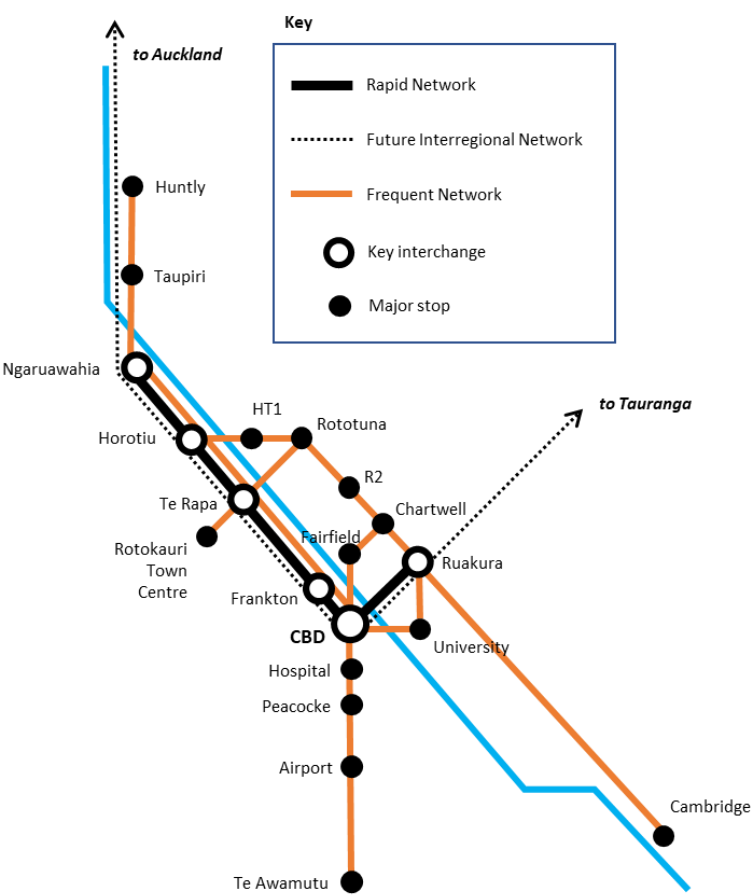 Key
to Auckland
Rapid Network
Future Interregional Network
Huntly
Frequent Network
Key interchange
Taupiri
Major stop
Ngaruawahia
to Tauranga
HT1
Rototuna
Horotiu
R2
Te Rapa
Chartwell
Fairfield
Rotokauri
Town
Centre
Ruakura
Frankton
CBD
University
Hospital
Peacocke
Airport
Cambridge
Te Awamutu